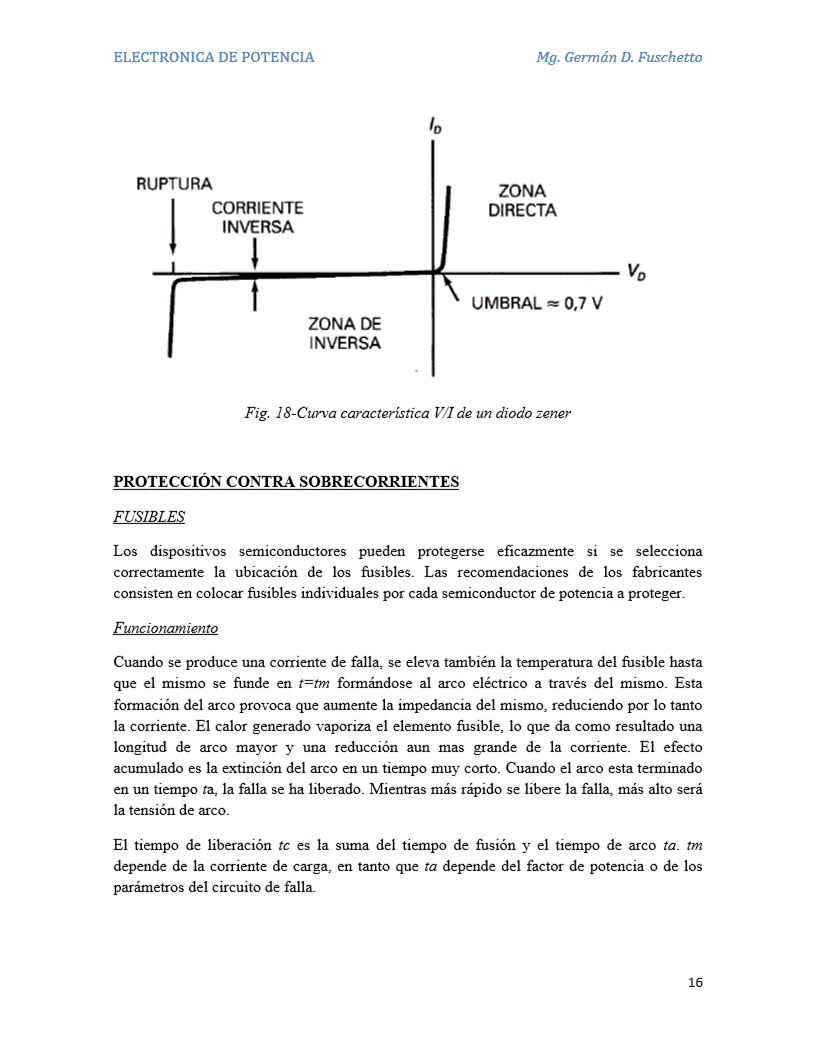 ELECTRONICA DE POTENCIA Mg. Germán D. Fuschetto
I_D
RUPTURA
CORRIENTE
INVERSA
ZONA
DIRECTA
V_D
UMBRAL ≈ 0,7 V
ZONA DE
INVERSA
Fig. 18-Curva característica V/I de un diodo zener
PROTECCIÓN CONTRA SOBRECORRIENTES
FUSIBLES
Los dispositivos semiconductores pueden protegerse eficazmente si se selecciona
correctamente la ubicación de los fusibles. Las recomendaciones de los fabricantes
consisten en colocar fusibles individuales por cada semiconductor de potencia a proteger.
Funcionamiento
Cuando se produce una corriente de falla, se eleva también la temperatura del fusible hasta
que el mismo se funde en t=tm formándose al arco eléctrico a través del mismo. Esta
formación del arco provoca que aumente la impedancia del mismo, reduciendo por lo tanto
la corriente. El calor generado vaporiza el elemento fusible, lo que da como resultado una
longitud de arco mayor y una reducción aun mas grande de la corriente. El efecto
acumulado es la extinción del arco en un tiempo muy corto. Cuando el arco esta terminado
en un tiempo ta, la falla se ha liberado. Mientras más rápido se libere la falla, más alto será
la tensión de arco.
El tiempo de liberación tc es la suma del tiempo de fusión y el tiempo de arco ta. tm
depende de la corriente de carga, en tanto que ta depende del factor de potencia o de los
parámetros del circuito de falla.
16